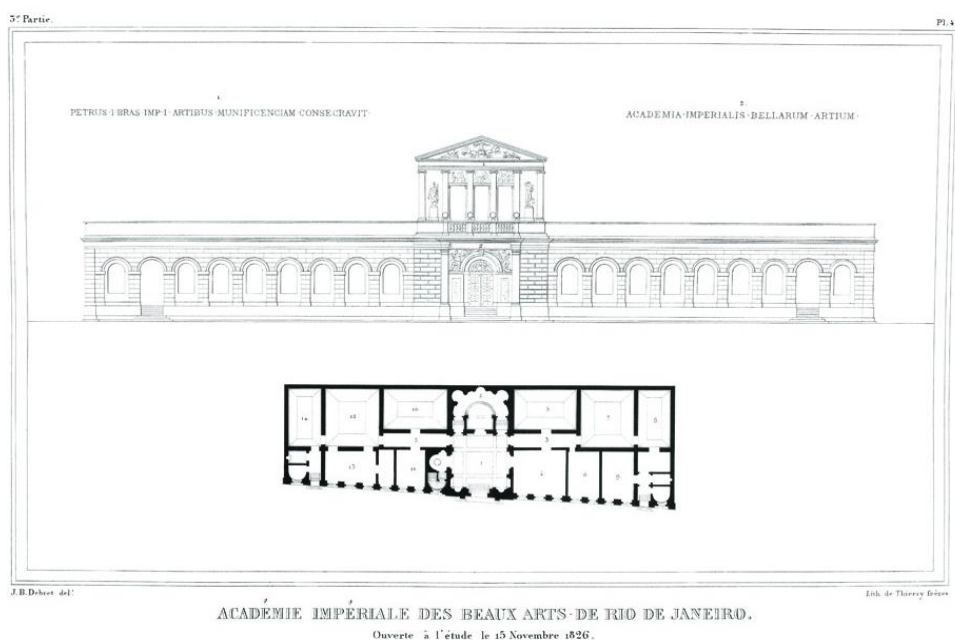 3e. Partie.
Pl. 4
1.
PETRUS·I·BRAS·IMP·I·ARTIBUS·MUNIFICENCIAM·CONSECRAVIT·
2.
ACADEMIA·IMPERIALIS·BELLARUM·ARTIUM·
J. B. Debret delt.
Lith. de Thierry frères
ACADÉMIE IMPÉRIALE DES BEAUX ARTS·DE RIO DE JANEIRO.
Ouverte à l'étude le 15 Novembre 1826.